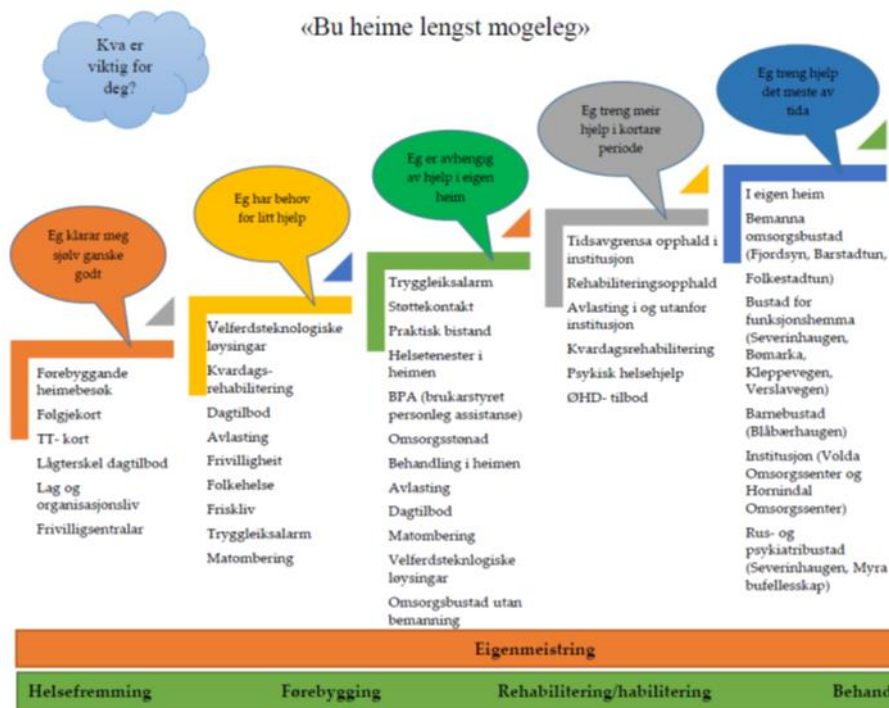 «Bu heime lengst mogeleg»
Kva er
viktig for
deg?
Eg klarar meg
sjølv ganske
godt
Førebyggande
heimebesøk
Følgjekort
TT- kort
Lågterskel dagtilbod
Lag og
organisasjonsliv
Frivilligsentralar
Eg har behov
for litt hjelp
Velferdsteknologiske
løysingar
Kvardags-
rehabilitering
Dagtilbod
Avlasting
Frivilligheit
Folkehelse
Friskliv
Tryggleiksalarm
Matombering
Eg er avhengig
av hjelp i eigen
heim
Tryggleiksalarm
Støttekontakt
Praktisk bistand
Helsetenester i
heimen
BPA (brukarstyret
personleg assistanse)
Omsorgsstønad
Behandling i heimen
Avlasting
Dagtilbod
Matombering
Velferdsteknlogiske
løysingar
Omsorgsbustad utan
bemanning
Eg treng meir
hjelp i kortare
periode
Tidsavgrensa opphald i
institusjon
Rehabiliteringsopphald
Avlasting i og utanfor
institusjon
Kvardagsrehabilitering
Psykisk helsehjelp
ØHD- tilbod
Eg treng hjelp
det meste av
tida
I eigen heim
Bemanna
omsorgsbustad
(Fjordsyn, Barstadtun,
Folkestadtun)
Bustad for
funksjonshemma
(Severinhaugen,
Bømarka,
Kleppevegen,
Verslavegen)
Barnebustad
(Blåbærhaugen)
Institusjon (Volda
Omsorgssenter og
Hornindal
Omsorgssenter)
Rus- og
psykiatribustad
(Severinhaugen, Myra
bufellesskap)
Eigenmeistring
Helsefremming Førebygging Rehabilitering/habilitering Behand